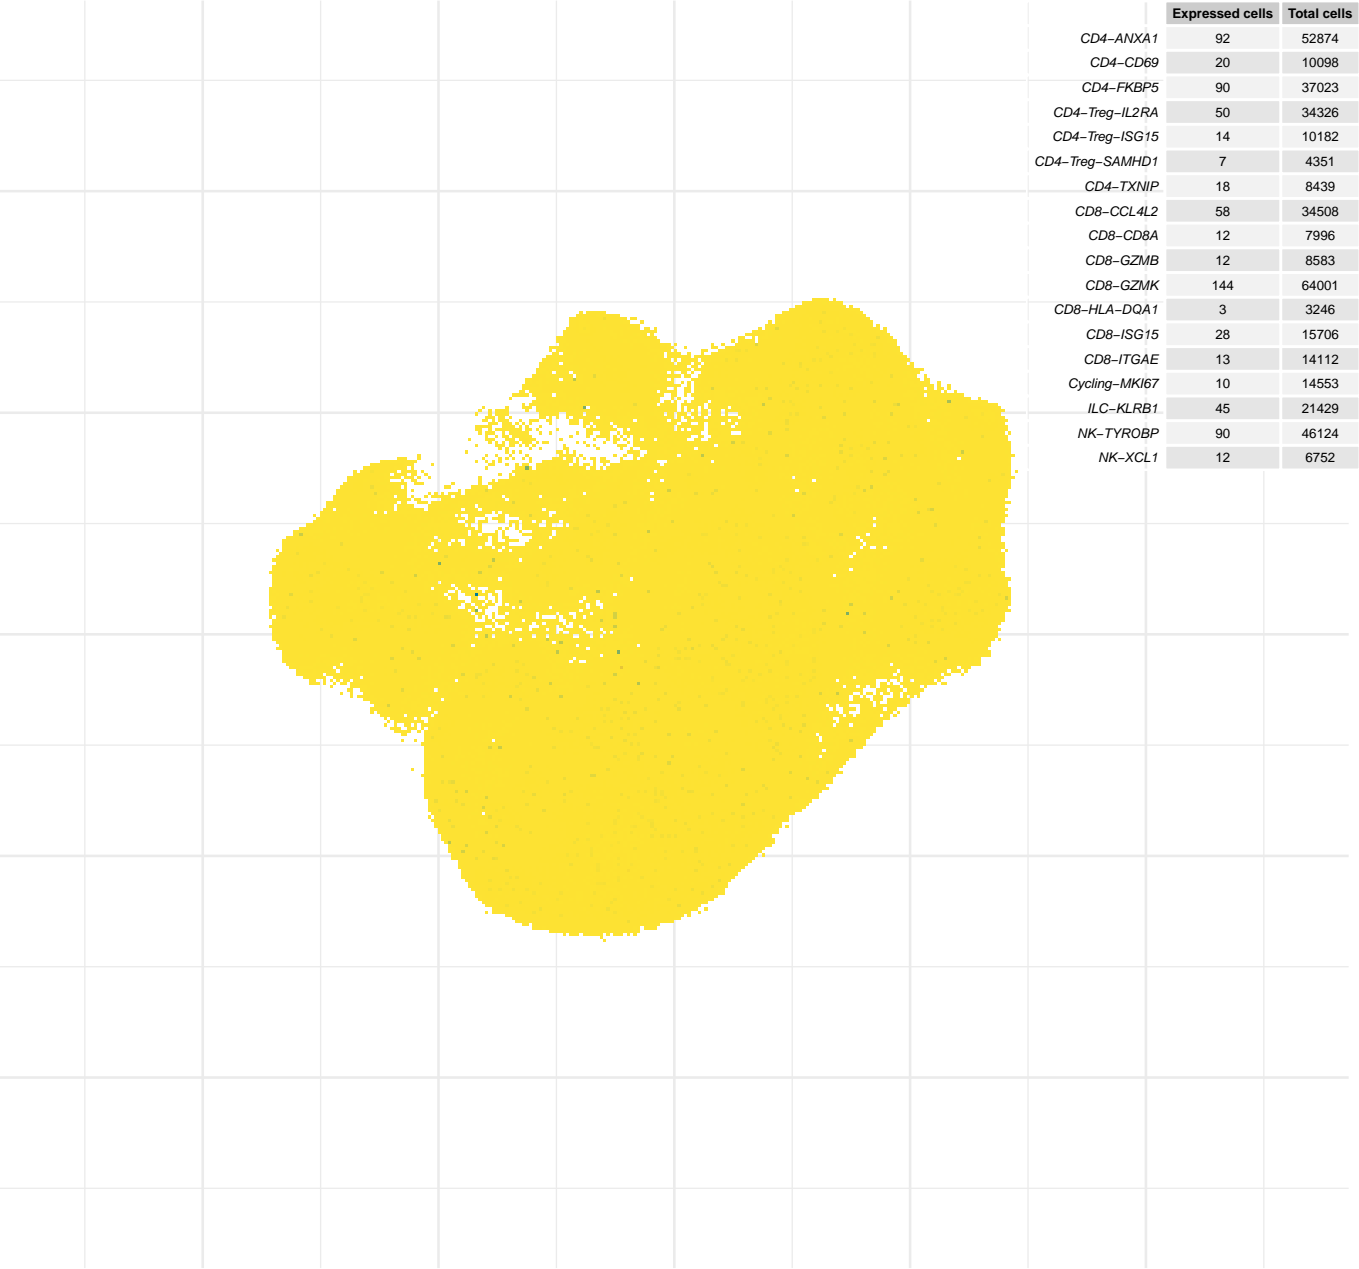 Expressed cells Total cells
CD4−ANXA1 92 52874
CD4−CD69 20 10098
CD4−FKBP5 90 37023
CD4−Treg−IL2RA 50 34326
CD4−Treg−ISG15 14 10182
CD4−Treg−SAMHD1 7 4351
CD4−TXNIP 18 8439
CD8−CCL4L2 58 34508
CD8−CD8A 12 7996
CD8−GZMB 12 8583
CD8−GZMK 144 64001
CD8−HLA−DQA1 3 3246
CD8−ISG15 28 15706
CD8−ITGAE 13 14112
Cycling−MKI67 10 14553
ILC−KLRB1 45 21429
NK−TYROBP 90 46124
NK−XCL1 12 6752